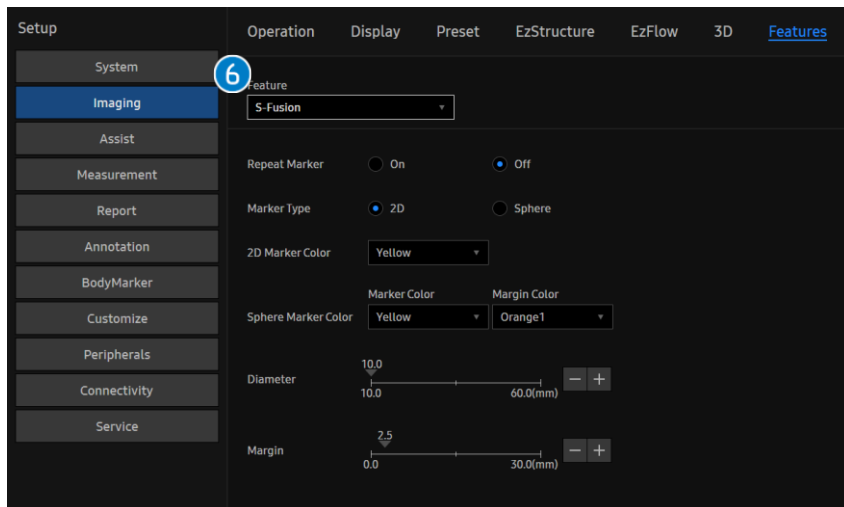 Setup
Operation Display Preset EzStructure EzFlow 3D Features
System
Imaging
Assist
Measurement
Report
Annotation
BodyMarker
Customize
Peripherals
Connectivity
Service
6
Feature
S-Fusion
Repeat Marker On Off
Marker Type 2D Sphere
2D Marker Color Yellow
Marker Color Margin Color
Sphere Marker Color Yellow Orange1
10.0
Diameter − +
10.0 60.0(mm)
2.5
Margin − +
0.0 30.0(mm)